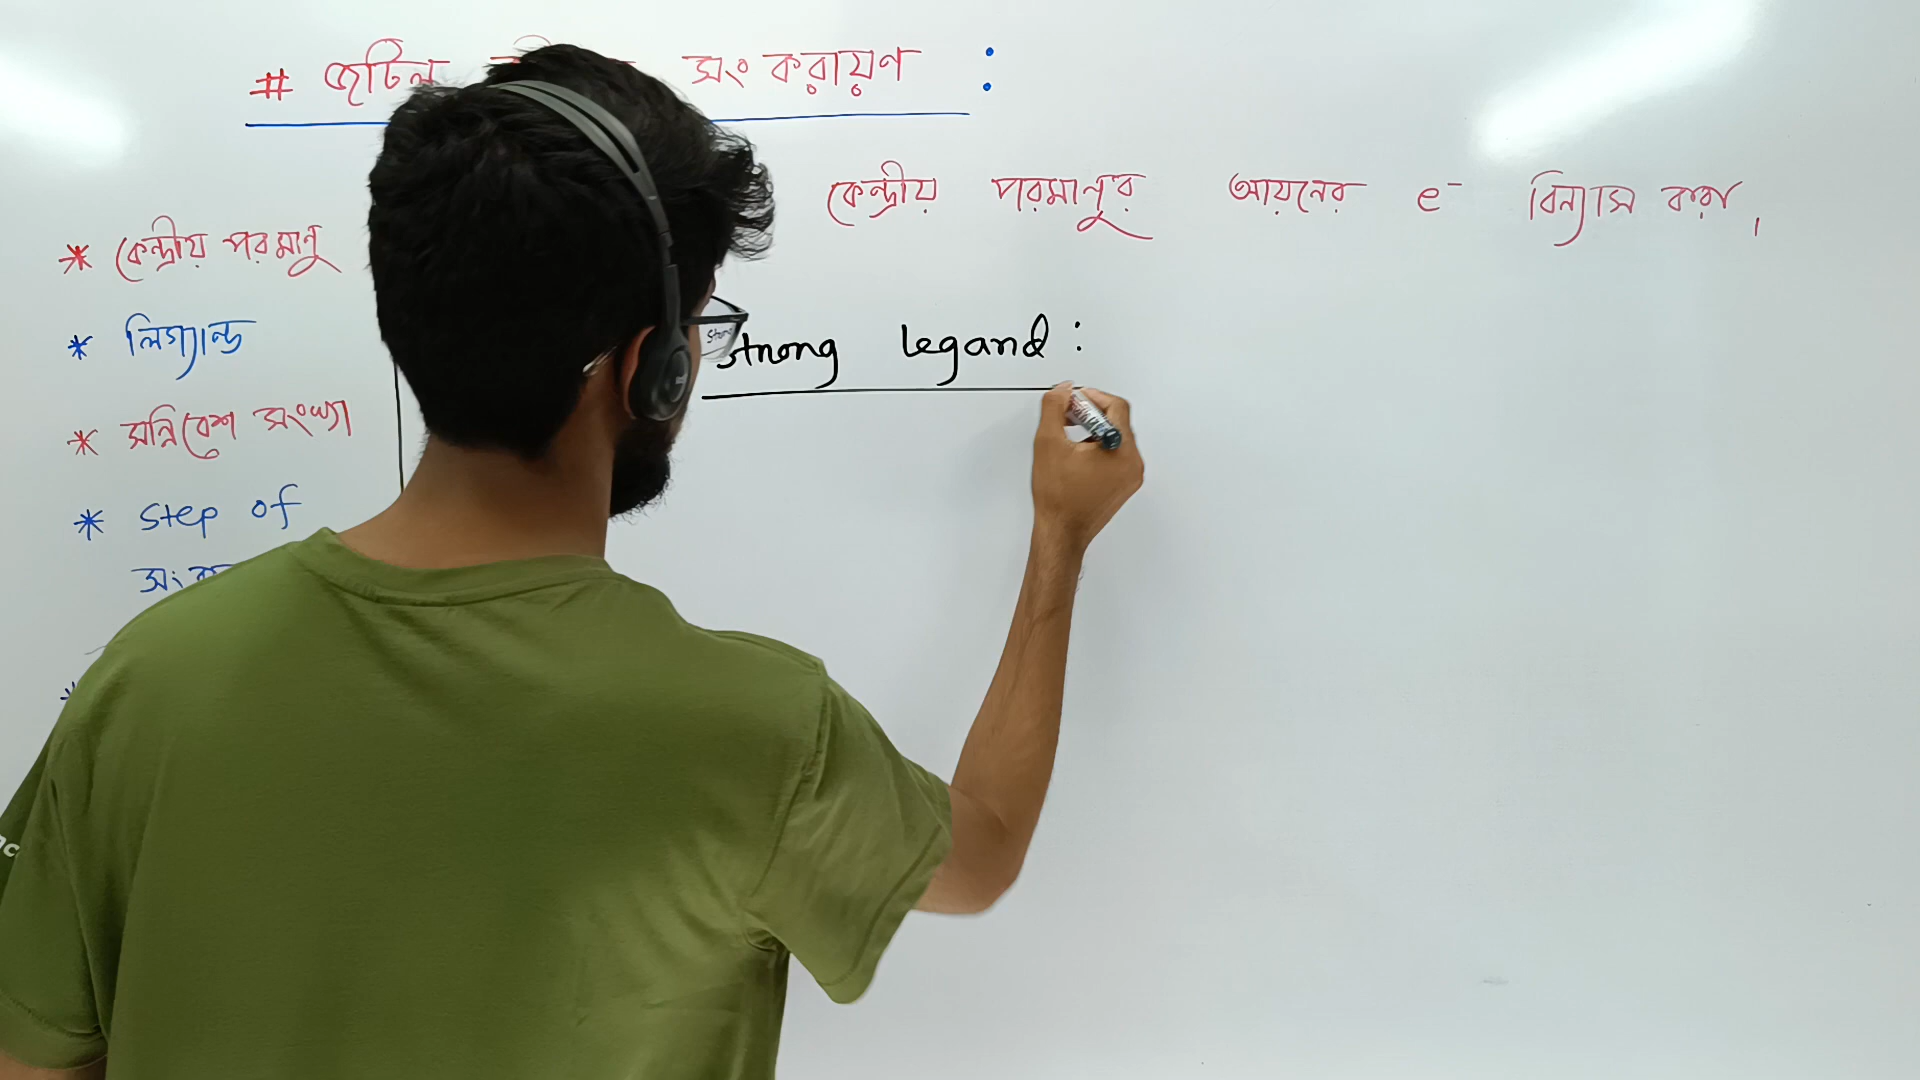 # জটিল সংকরায়ণ :
কেন্দ্রীয় পরমানুর আয়নের e⁻ বিন্যাস করা,
* কেন্দ্রীয় পরমানু
* লিগ্যান্ড
* সন্নিবেশ সংখ্যা
* Step of
strong legand :